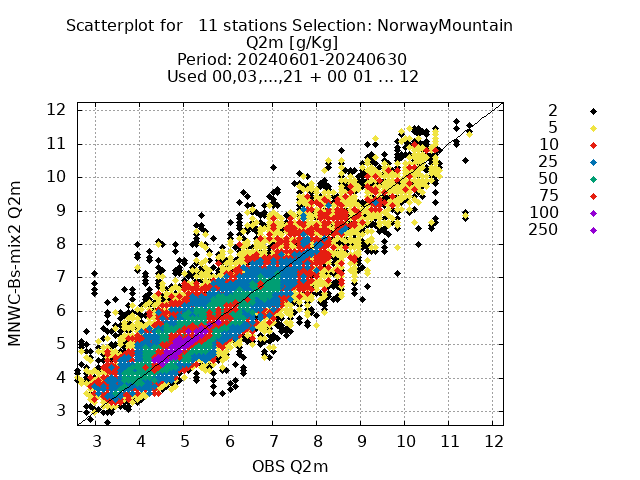 Scatterplot for   11 stations Selection: NorwayMountain
Q2m [g/Kg]
Period: 20240601-20240630
Used 00,03,...,21 + 00 01 ... 12
12
11
10
9
8
7
6
5
4
3
MNWC-Bs-mix2 Q2m
3 4 5 6 7 8 9 10 11 12
OBS Q2m
2
5
10
25
50
75
100
250